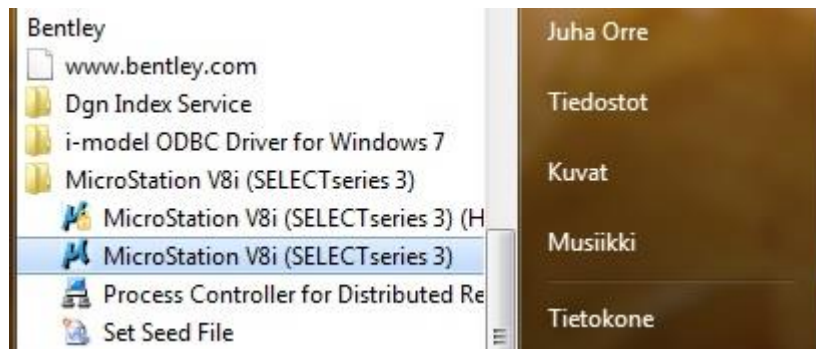 Bentley
www.bentley.com
Dgn Index Service
i-model ODBC Driver for Windows 7
MicroStation V8i (SELECTseries 3)
MicroStation V8i (SELECTseries 3) (H
MicroStation V8i (SELECTseries 3)
Process Controller for Distributed Re
Set Seed File
Juha Orre
Tiedostot
Kuvat
Musiikki
Tietokone